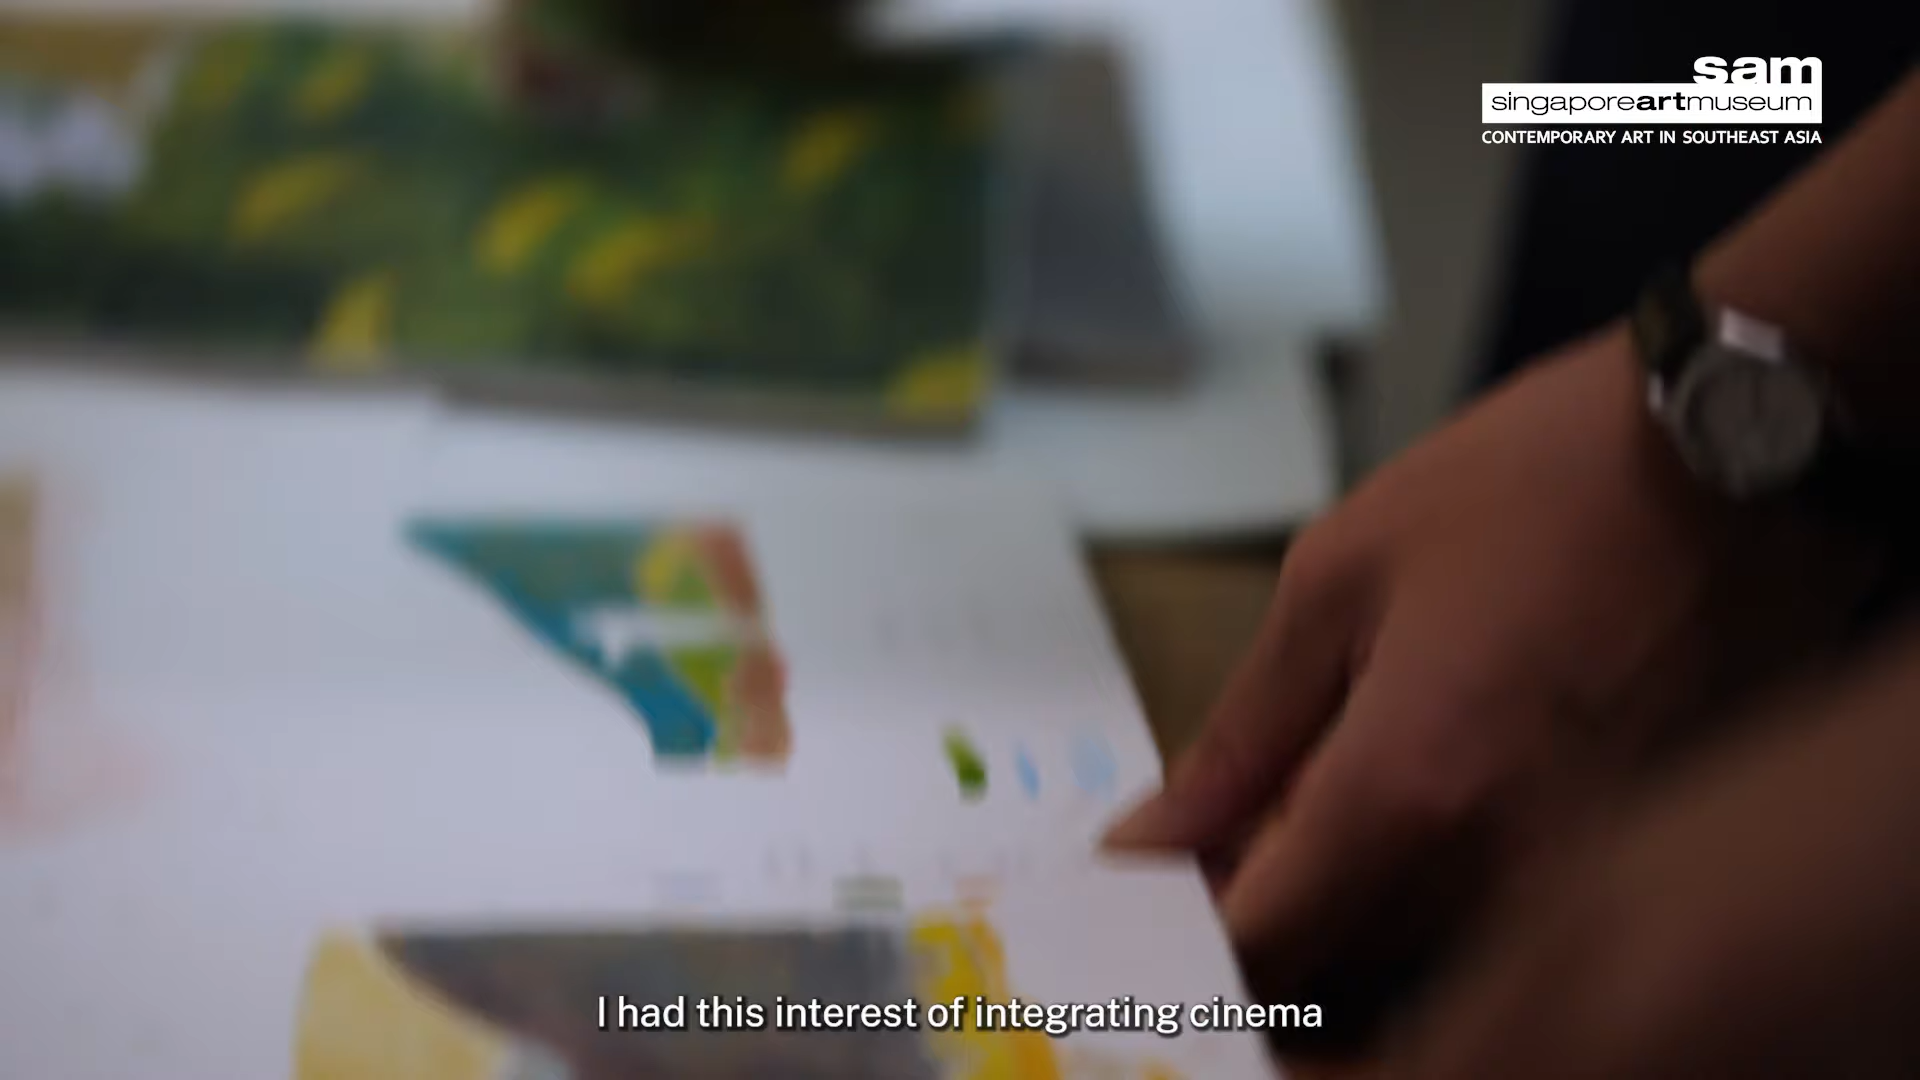 sam
singaporeartmuseum
CONTEMPORARY ART IN SOUTHEAST ASIA
I had this interest of integrating cinema